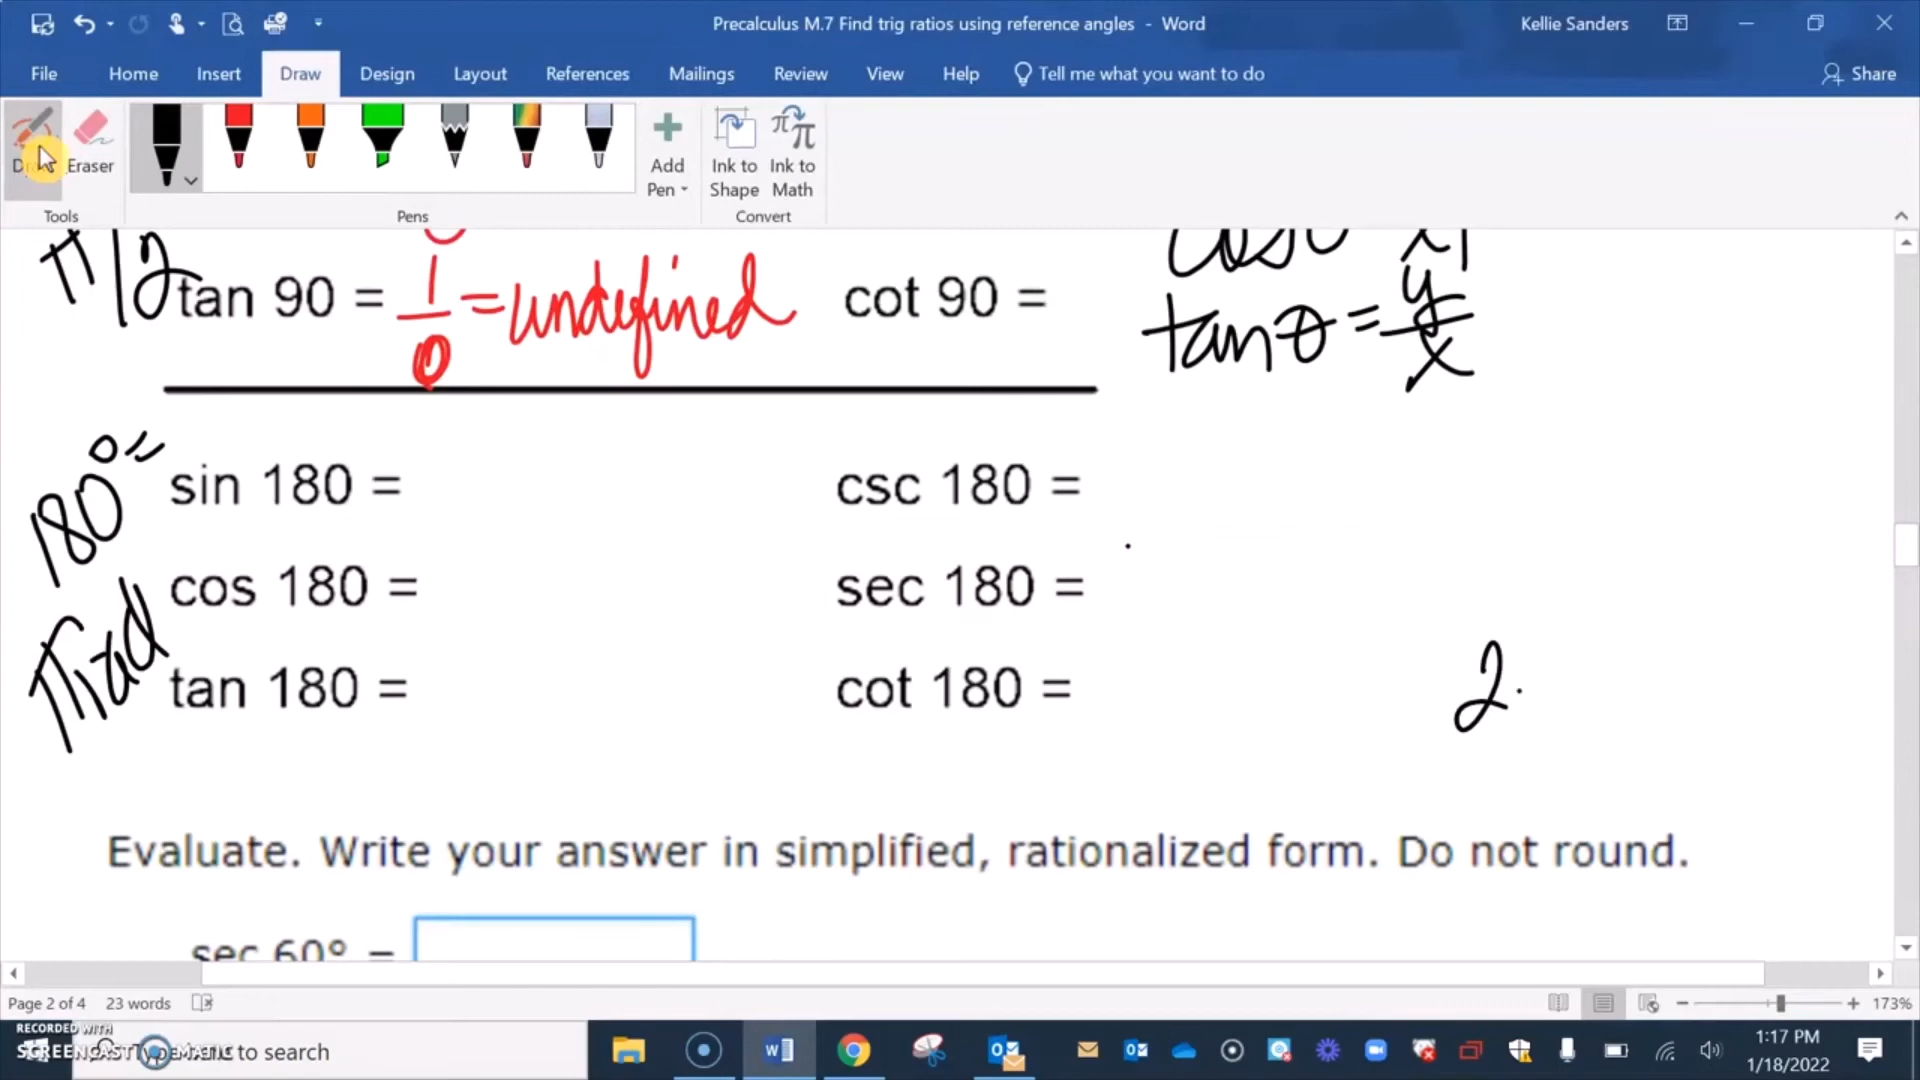 Precalculus M.7 Find trig ratios using reference angles - Word
Kellie Sanders
File Home Insert Draw Design Layout References Mailings Review View Help Tell me what you want to do Share
Eraser
Add Pen
Ink to Shape
Ink to Math
Tools Pens Convert
π/2
tan 90 = 1/0 = undefined
cot 90 =
tanθ = y/x
180° =
π rad
sin 180 =
csc 180 =
cos 180 =
sec 180 =
tan 180 =
cot 180 =
2
Evaluate. Write your answer in simplified, rationalized form. Do not round.
sec 60° =
Page 2 of 4 23 words
173%
RECORDED WITH
SCREENCAST MATIC
to search
1:17 PM
1/18/2022